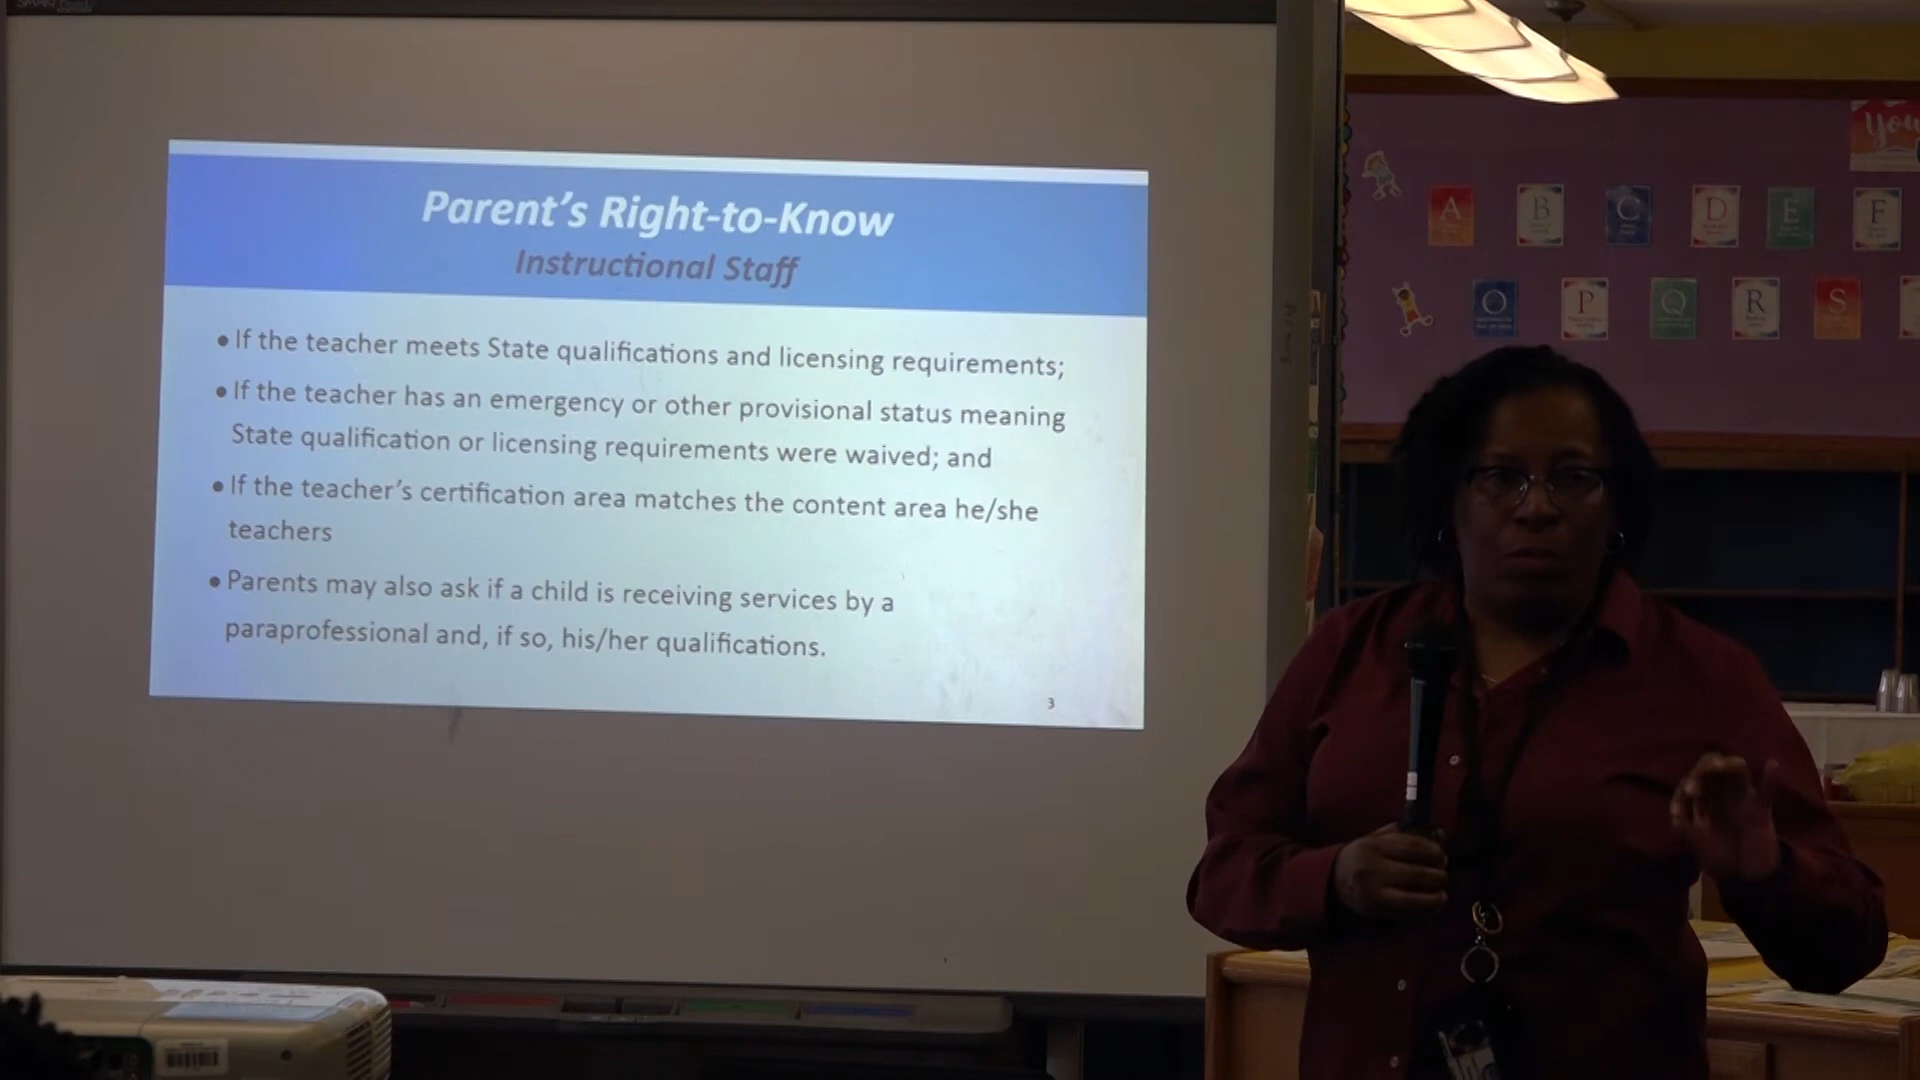 SMART
Parent's Right-to-Know
Instructional Staff
• If the teacher meets State qualifications and licensing requirements;
• If the teacher has an emergency or other provisional status meaning
State qualification or licensing requirements were waived; and
• If the teacher's certification area matches the content area he/she
teachers
• Parents may also ask if a child is receiving services by a
paraprofessional and, if so, his/her qualifications.
3
You
A B C D E F
O P Q R S